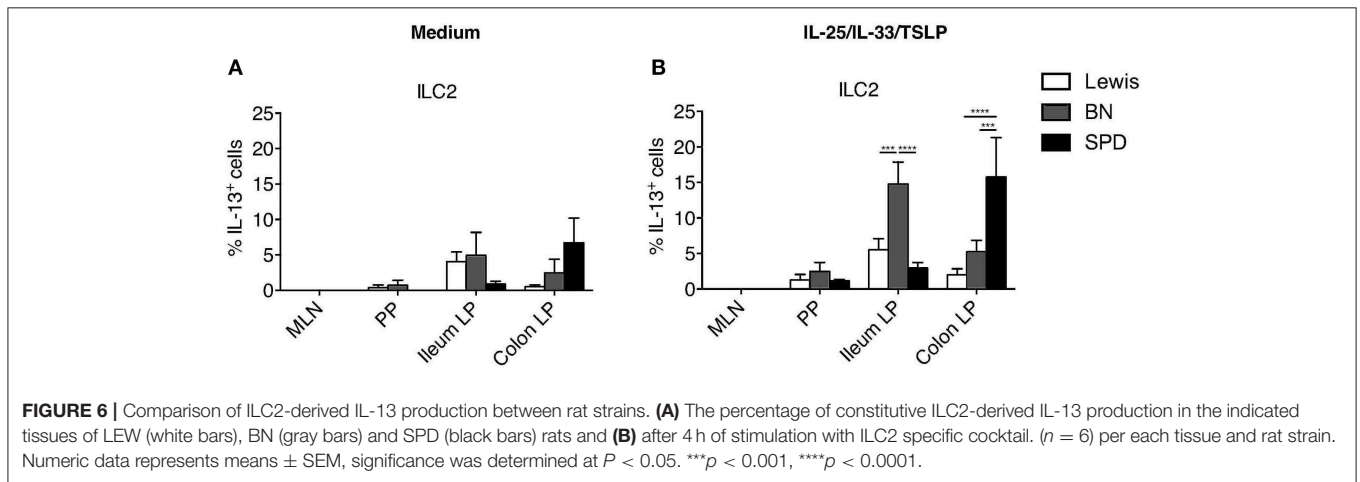 Medium
IL-25/IL-33/TSLP
A
B
ILC2
ILC2
Lewis
BN
SPD
% IL-13+ cells
25
20
15
10
5
0
MLN
PP
Ileum LP
Colon LP
% IL-13+ cells
25
20
15
10
5
0
*** ****
****
***
MLN
PP
Ileum LP
Colon LP
FIGURE 6 | Comparison of ILC2-derived IL-13 production between rat strains. (A) The percentage of constitutive ILC2-derived IL-13 production in the indicated
tissues of LEW (white bars), BN (gray bars) and SPD (black bars) rats and (B) after 4 h of stimulation with ILC2 specific cocktail. (n = 6) per each tissue and rat strain.
Numeric data represents means ± SEM, significance was determined at P < 0.05. ***p < 0.001, ****p < 0.0001.